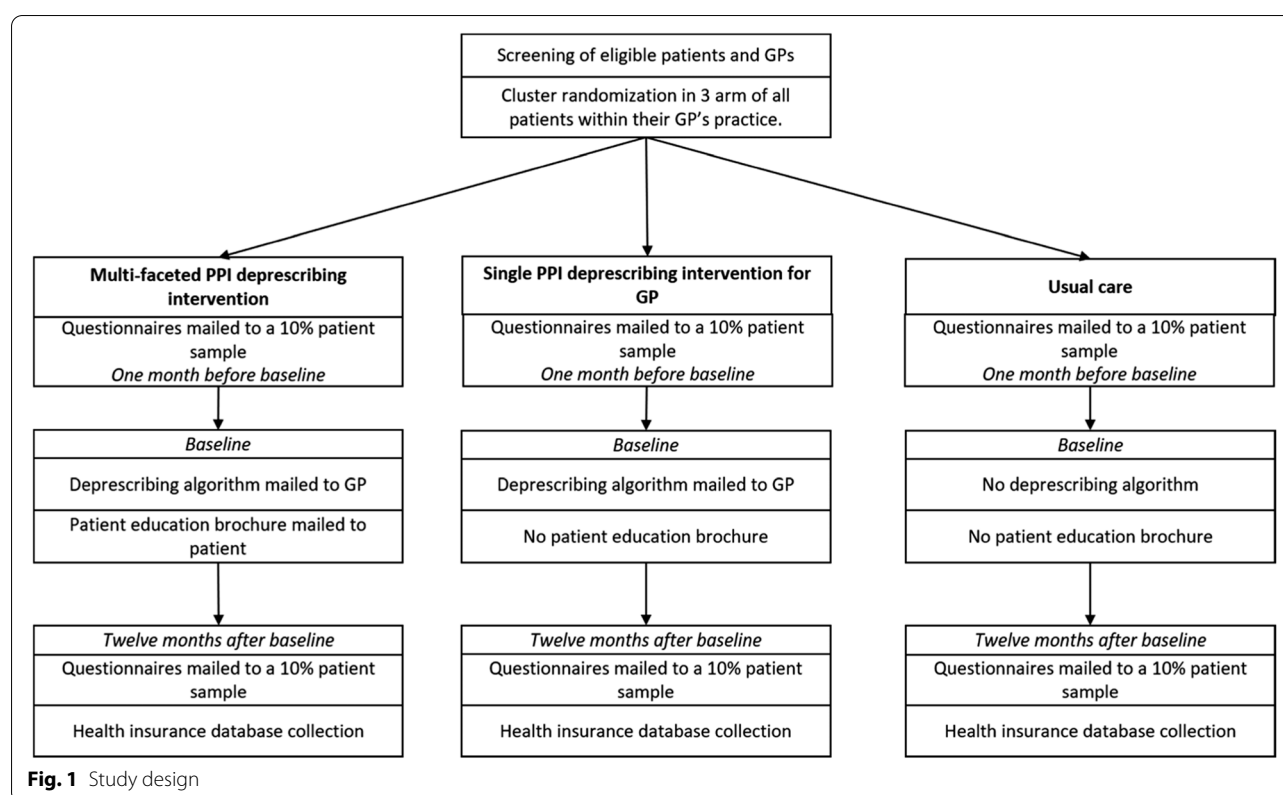 Screening of eligible patients and GPs
Cluster randomization in 3 arm of all
patients within their GP's practice.
Multi-faceted PPI deprescribing
intervention
Questionnaires mailed to a 10% patient
sample
One month before baseline
Baseline
Deprescribing algorithm mailed to GP
Patient education brochure mailed to
patient
Twelve months after baseline
Questionnaires mailed to a 10% patient
sample
Health insurance database collection
Single PPI deprescribing intervention for
GP
Questionnaires mailed to a 10% patient
sample
One month before baseline
Baseline
Deprescribing algorithm mailed to GP
No patient education brochure
Twelve months after baseline
Questionnaires mailed to a 10% patient
sample
Health insurance database collection
Usual care
Questionnaires mailed to a 10% patient
sample
One month before baseline
Baseline
No deprescribing algorithm
No patient education brochure
Twelve months after baseline
Questionnaires mailed to a 10% patient
sample
Health insurance database collection
Fig. 1 Study design